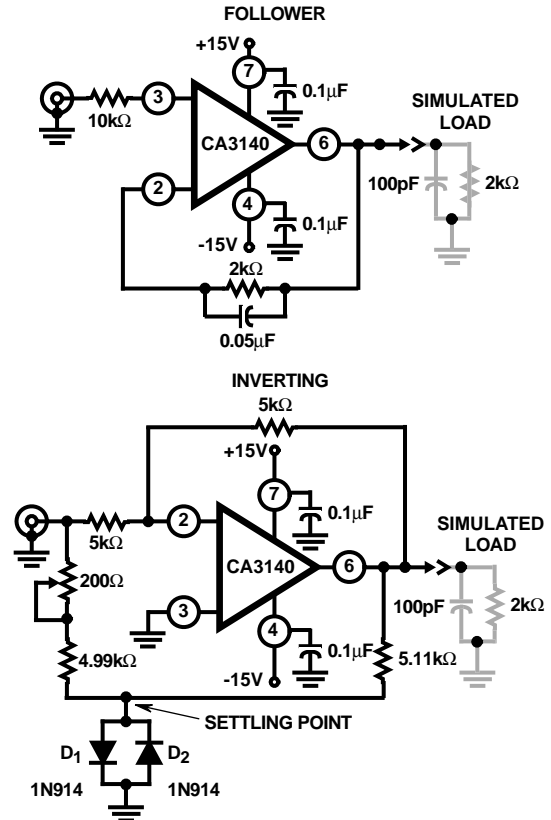 FOLLOWER
+15V
7
0.1μF
3
10kΩ
CA3140
6
SIMULATED
LOAD
100pF
2kΩ
2
4
0.1μF
-15V
2kΩ
0.05μF
INVERTING
5kΩ
+15V
7
0.1μF
5kΩ
2
CA3140
6
SIMULATED
LOAD
100pF
2kΩ
200Ω
3
4
0.1μF
5.11kΩ
4.99kΩ
-15V
SETTLING POINT
D1
D2
1N914
1N914